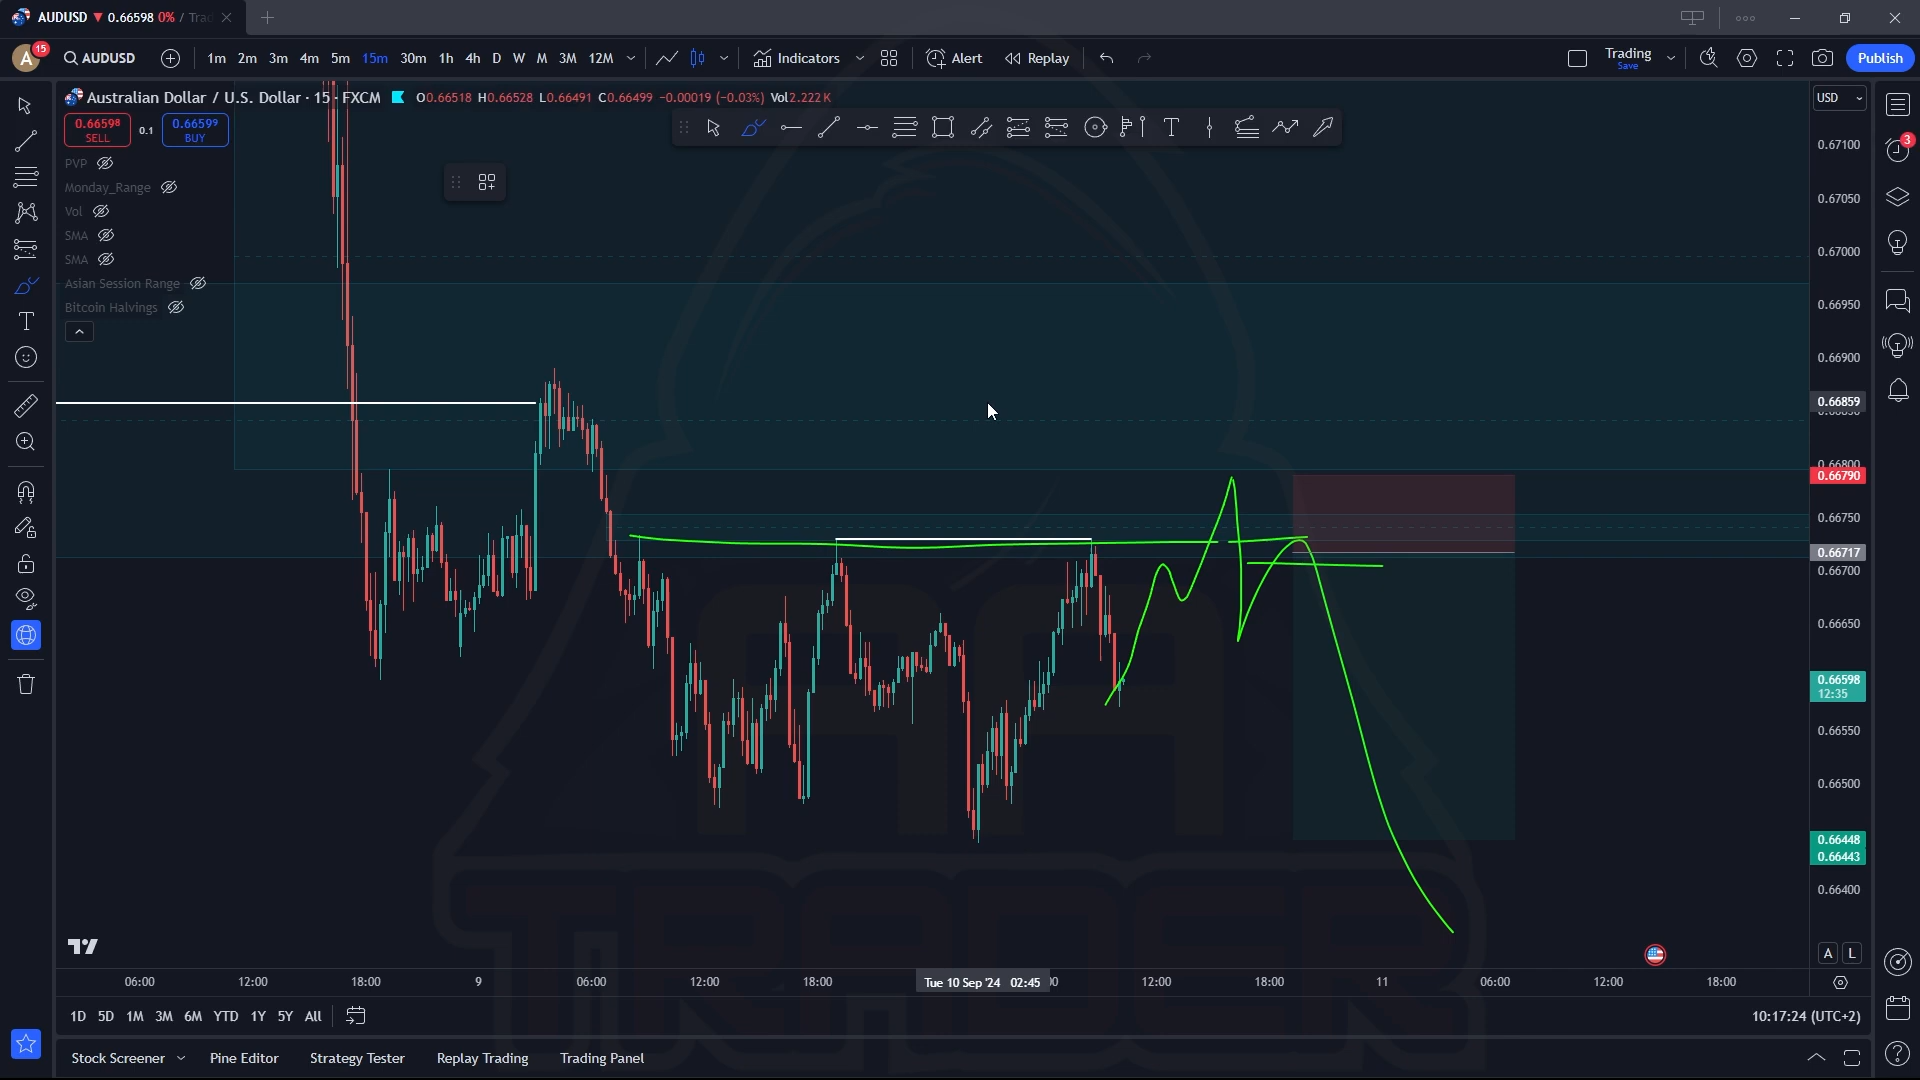 AUDUSD ▼ 0.66598 0% / Trac
A 15 AUDUSD 1m 2m 3m 4m 5m 15m 30m 1h 4h D W M 3M 12M Indicators Alert Replay Trading Save Publish
Australian Dollar / U.S. Dollar · 15 · FXCM O0.66518 H0.66528 L0.66491 C0.66499 −0.00019 (−0.03%) Vol2.222 K
USD
0.66598 SELL 0.1 0.66599 BUY
3
PVP
Monday_Range
Vol
SMA
SMA
Asian Session Range
Bitcoin Halvings
0.67100
0.67050
0.67000
0.66950
0.66900
0.66859
0.66800
0.66790
0.66750
0.66717
0.66700
0.66650
0.66598
12:35
0.66550
0.66500
0.66448
0.66443
0.66400
AA
TRADER
A L
06:00 12:00 18:00 9 06:00 12:00 18:00 Tue 10 Sep '24 02:45 12:00 18:00 11 06:00 12:00 18:00
1D 5D 1M 3M 6M YTD 1Y 5Y All 10:17:24 (UTC+2)
Stock Screener Pine Editor Strategy Tester Replay Trading Trading Panel